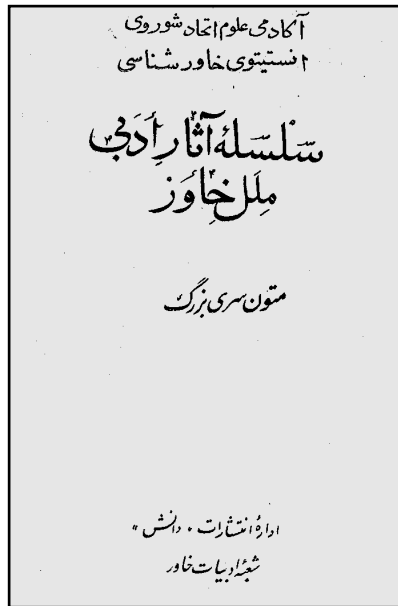 آکادمی علوم اتحاد شوروی
انستیتوی خاورشناسی
سلسلهٔ آثار ادبی
ملل خاور
متون سری بزرگ
ادارهٔ انتشارات «دانش»
شعبهٔ ادبیات خاور